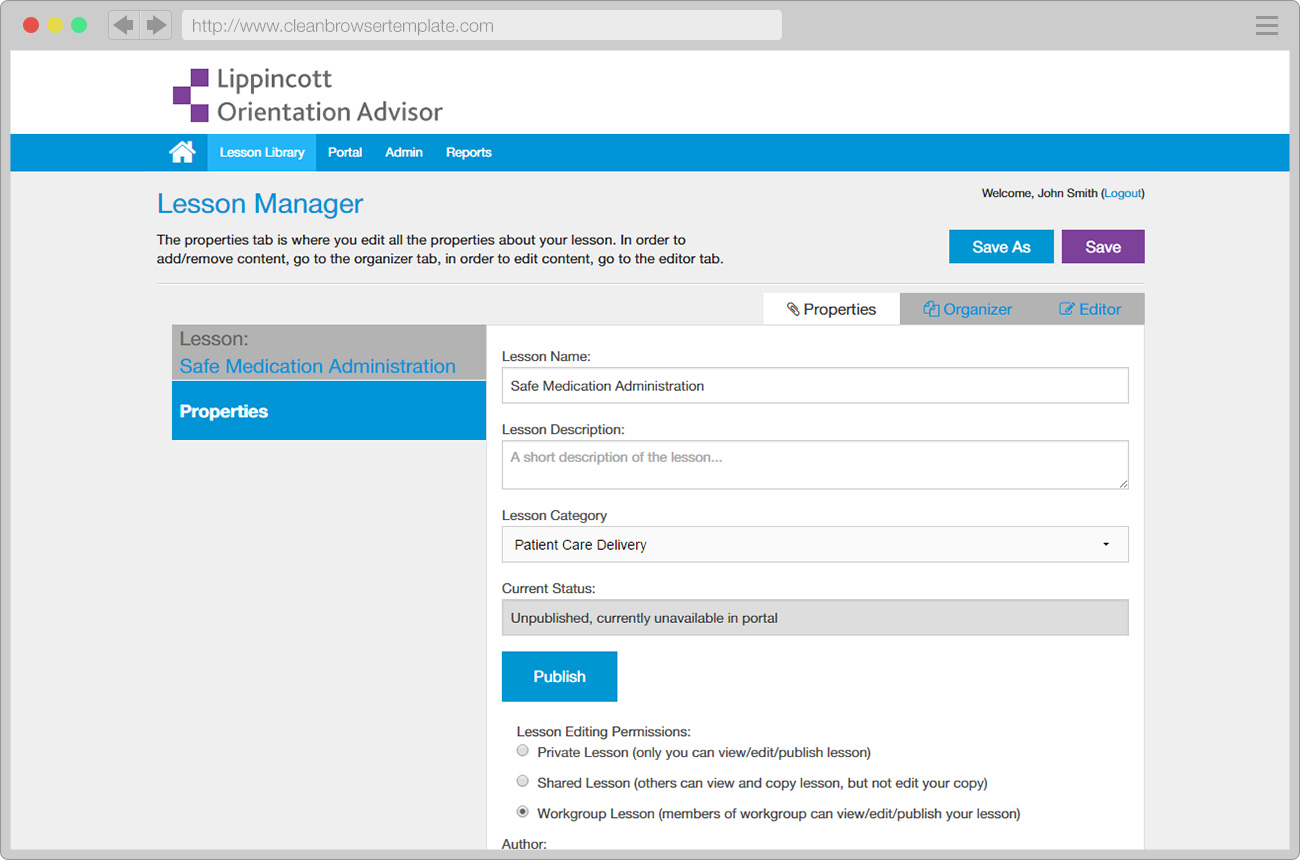 http://www.cleanbrowsertemplate.com
Lippincott
Orientation Advisor
Lesson Library Portal Admin Reports
Welcome, John Smith (Logout)
Lesson Manager
The properties tab is where you edit all the properties about your lesson. In order to
add/remove content, go to the organizer tab, in order to edit content, go to the editor tab.
Save As Save
Properties Organizer Editor
Lesson:
Safe Medication Administration
Properties
Lesson Name:
Safe Medication Administration
Lesson Description:
A short description of the lesson...
Lesson Category
Patient Care Delivery
Current Status:
Unpublished, currently unavailable in portal
Publish
Lesson Editing Permissions:
Private Lesson (only you can view/edit/publish lesson)
Shared Lesson (others can view and copy lesson, but not edit your copy)
Workgroup Lesson (members of workgroup can view/edit/publish your lesson)
Author: